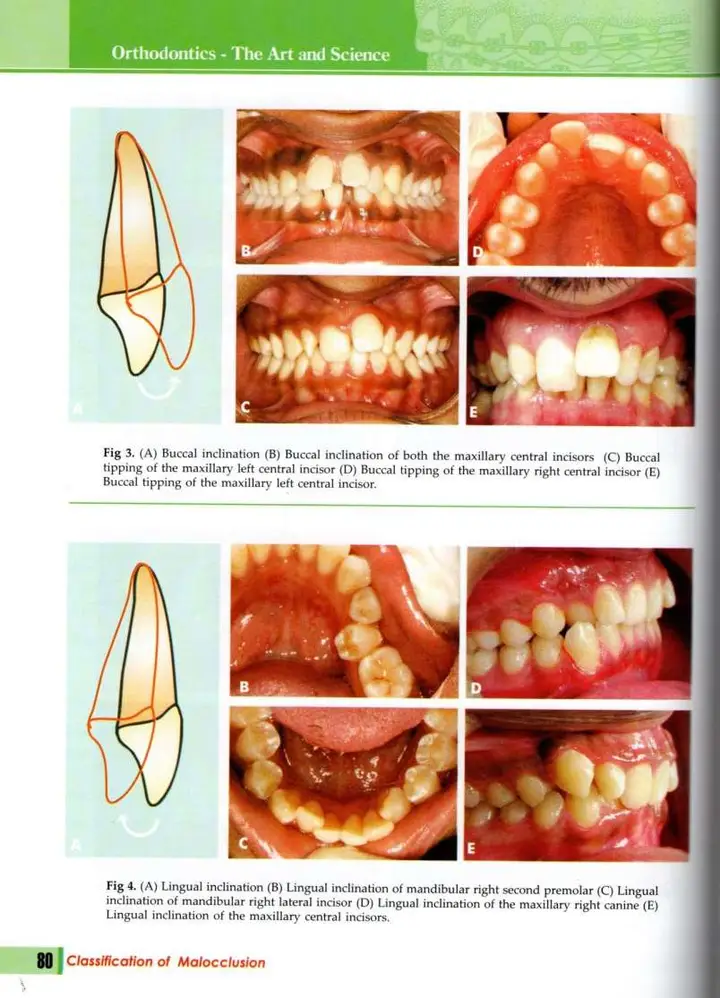 Orthodontics - The Art and Science
A
B
D
C
E
Fig 3. (A) Buccal inclination (B) Buccal inclination of both the maxillary central incisors (C) Buccal
tipping of the maxillary left central incisor (D) Buccal tipping of the maxillary right central incisor (E)
Buccal tipping of the maxillary left central incisor.
A
B
D
C
E
Fig 4. (A) Lingual inclination (B) Lingual inclination of mandibular right second premolar (C) Lingual
inclination of mandibular right lateral incisor (D) Lingual inclination of the maxillary right canine (E)
Lingual inclination of the maxillary central incisors.
80 Classification of Malocclusion